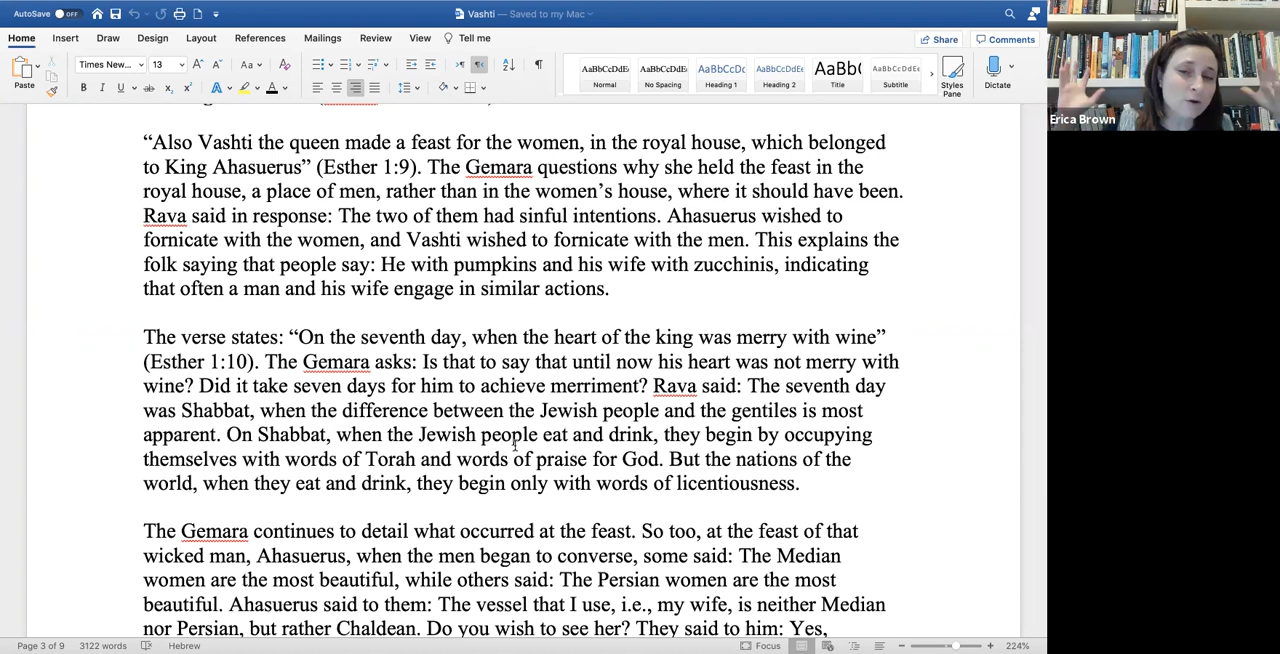 AutoSave OFF
Vashti — Saved to my Mac
Home Insert Draw Design Layout References Mailings Review View Tell me
Share Comments
Paste
Times New... 13
AaBbCcDdEe Normal
AaBbCcDdEe No Spacing
AaBbCcDc Heading 1
AaBbCcDdEe Heading 2
AaBbC Title
AaBbCcDdEe Subtitle
Styles Pane
Dictate
Erica Brown
“Also Vashti the queen made a feast for the women, in the royal house, which belonged
to King Ahasuerus” (Esther 1:9). The Gemara questions why she held the feast in the
royal house, a place of men, rather than in the women’s house, where it should have been.
Rava said in response: The two of them had sinful intentions. Ahasuerus wished to
fornicate with the women, and Vashti wished to fornicate with the men. This explains the
folk saying that people say: He with pumpkins and his wife with zucchinis, indicating
that often a man and his wife engage in similar actions.
The verse states: “On the seventh day, when the heart of the king was merry with wine”
(Esther 1:10). The Gemara asks: Is that to say that until now his heart was not merry with
wine? Did it take seven days for him to achieve merriment? Rava said: The seventh day
was Shabbat, when the difference between the Jewish people and the gentiles is most
apparent. On Shabbat, when the Jewish people eat and drink, they begin by occupying
themselves with words of Torah and words of praise for God. But the nations of the
world, when they eat and drink, they begin only with words of licentiousness.
The Gemara continues to detail what occurred at the feast. So too, at the feast of that
wicked man, Ahasuerus, when the men began to converse, some said: The Median
women are the most beautiful, while others said: The Persian women are the most
beautiful. Ahasuerus said to them: The vessel that I use, i.e., my wife, is neither Median
nor Persian, but rather Chaldean. Do you wish to see her? They said to him: Yes,
Page 3 of 9 3122 words Hebrew Focus 224%